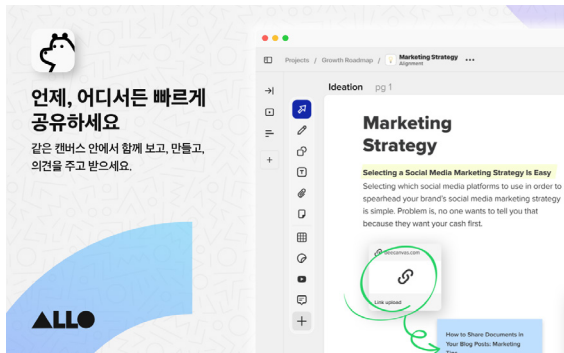 언제, 어디서든 빠르게
공유하세요
같은 캔버스 안에서 함께 보고, 만들고,
의견을 주고 받으세요.
ALLO
Projects / Growth Roadmap / Marketing Strategy
Alignment
Ideation pg 1
Marketing
Strategy
Selecting a Social Media Marketing Strategy Is Easy
Selecting which social media platforms to use in order to
spearhead your brand's social media marketing strategy
is simple. Problem is, no one wants to tell you that
because they want your cash first.
Link upload
How to Share Documents in
Your Blog Posts: Marketing